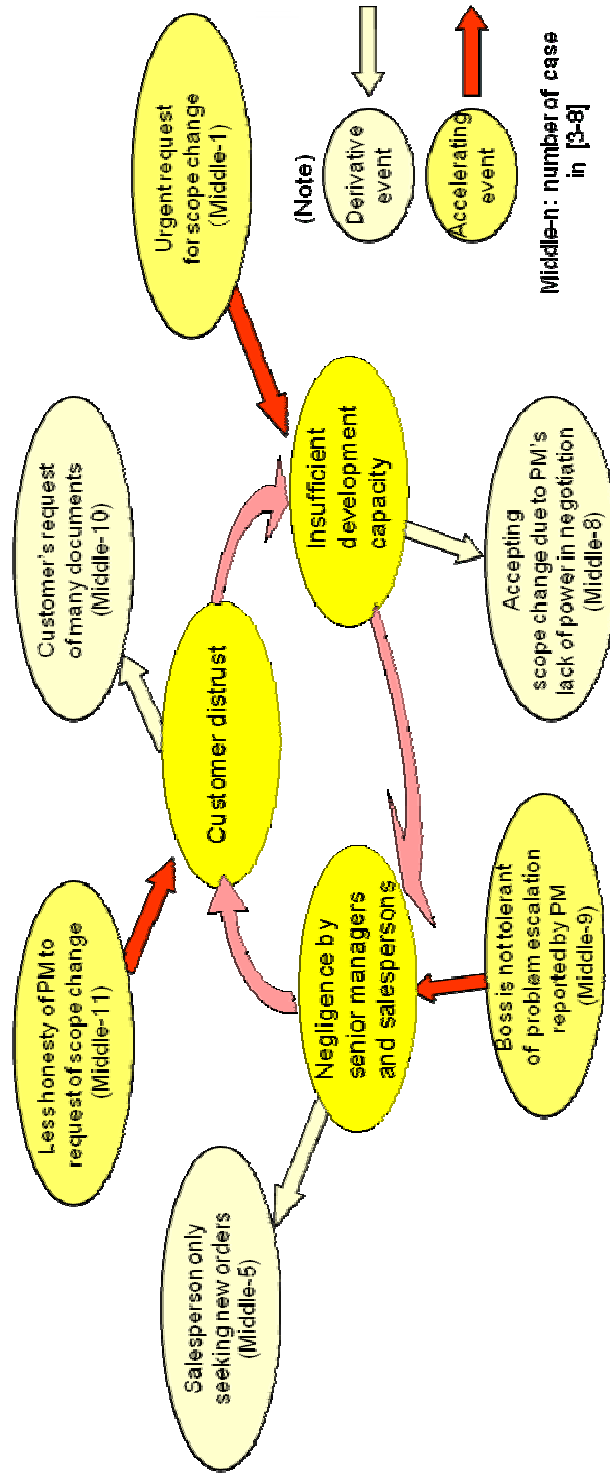 Less honesty of PM to
request of scope change
(Middle-11)
Customer's request
of many documents
(Middle-10)
Urgent request
for scope change
(Middle-1)
Salesperson only
seeking new orders
(Middle-5)
Customer distrust
Negligence by
senior managers
and salespersons
Insufficient
development
capacity
Boss is not tolerant
of problem escalation
reported by PM
(Middle-9)
Accepting
scope change due to PM's
lack of power in negotiation
(Middle-8)
(Note)
Derivative
event
Accelerating
event
Middle-n: number of case
in [3-8]